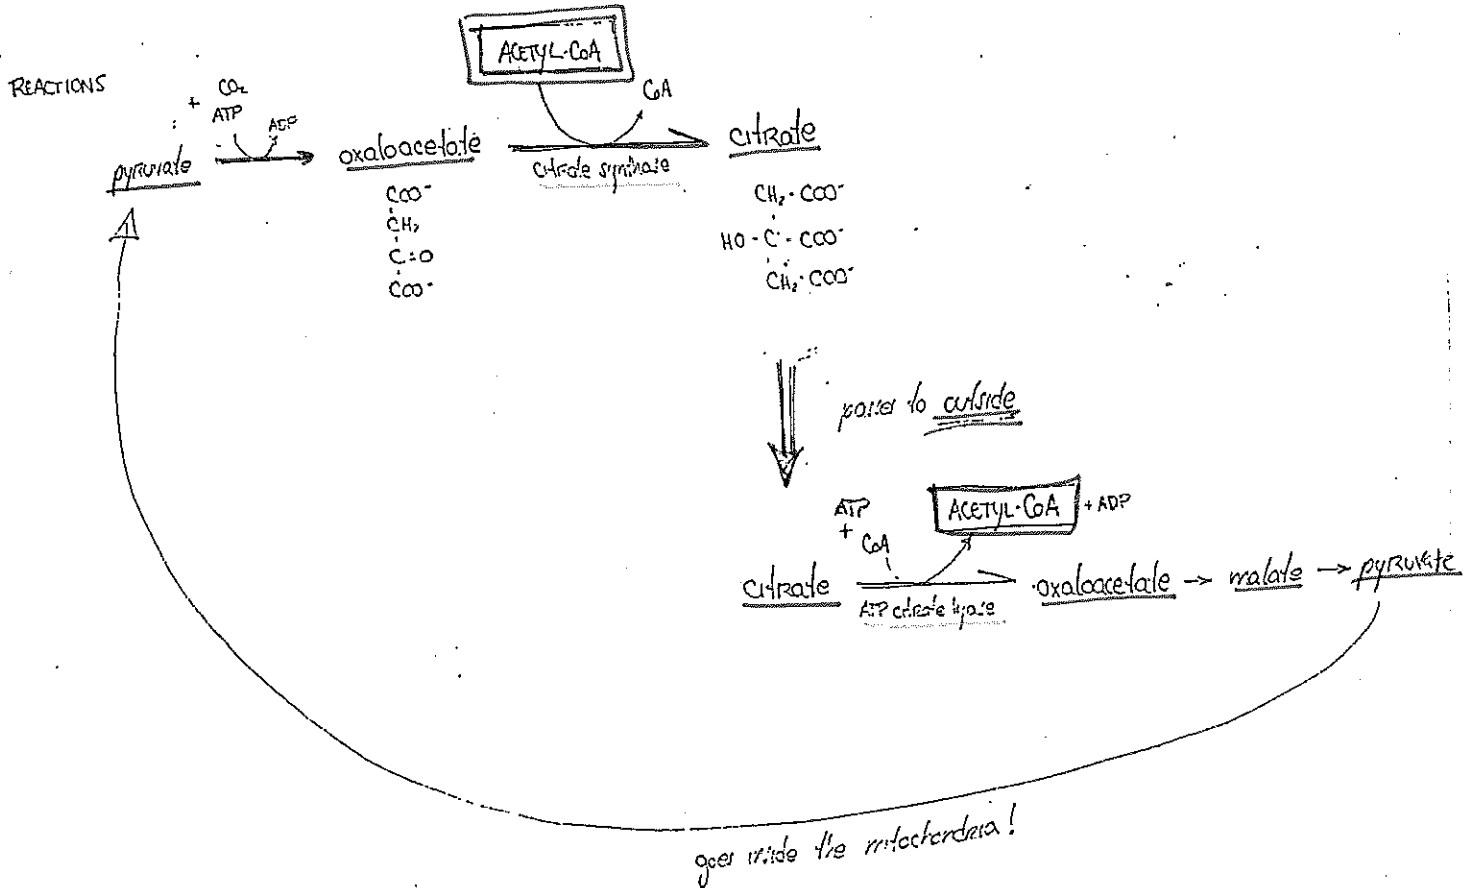 ACETYL-CoA
REACTIONS
+ CO₂
ATP
ADP
CoA
pyruvate
oxaloacetate
citrate
citrate synthase
COO⁻
CH₂
C=O
COO⁻
CH₂-COO⁻
HO-C-COO⁻
CH₂-COO⁻
passes to outside
ATP
+
CoA
ACETYL-CoA + ADP
citrate
oxaloacetate → malate → pyruvate
ATP citrate lyase
goes inside the mitochondria!